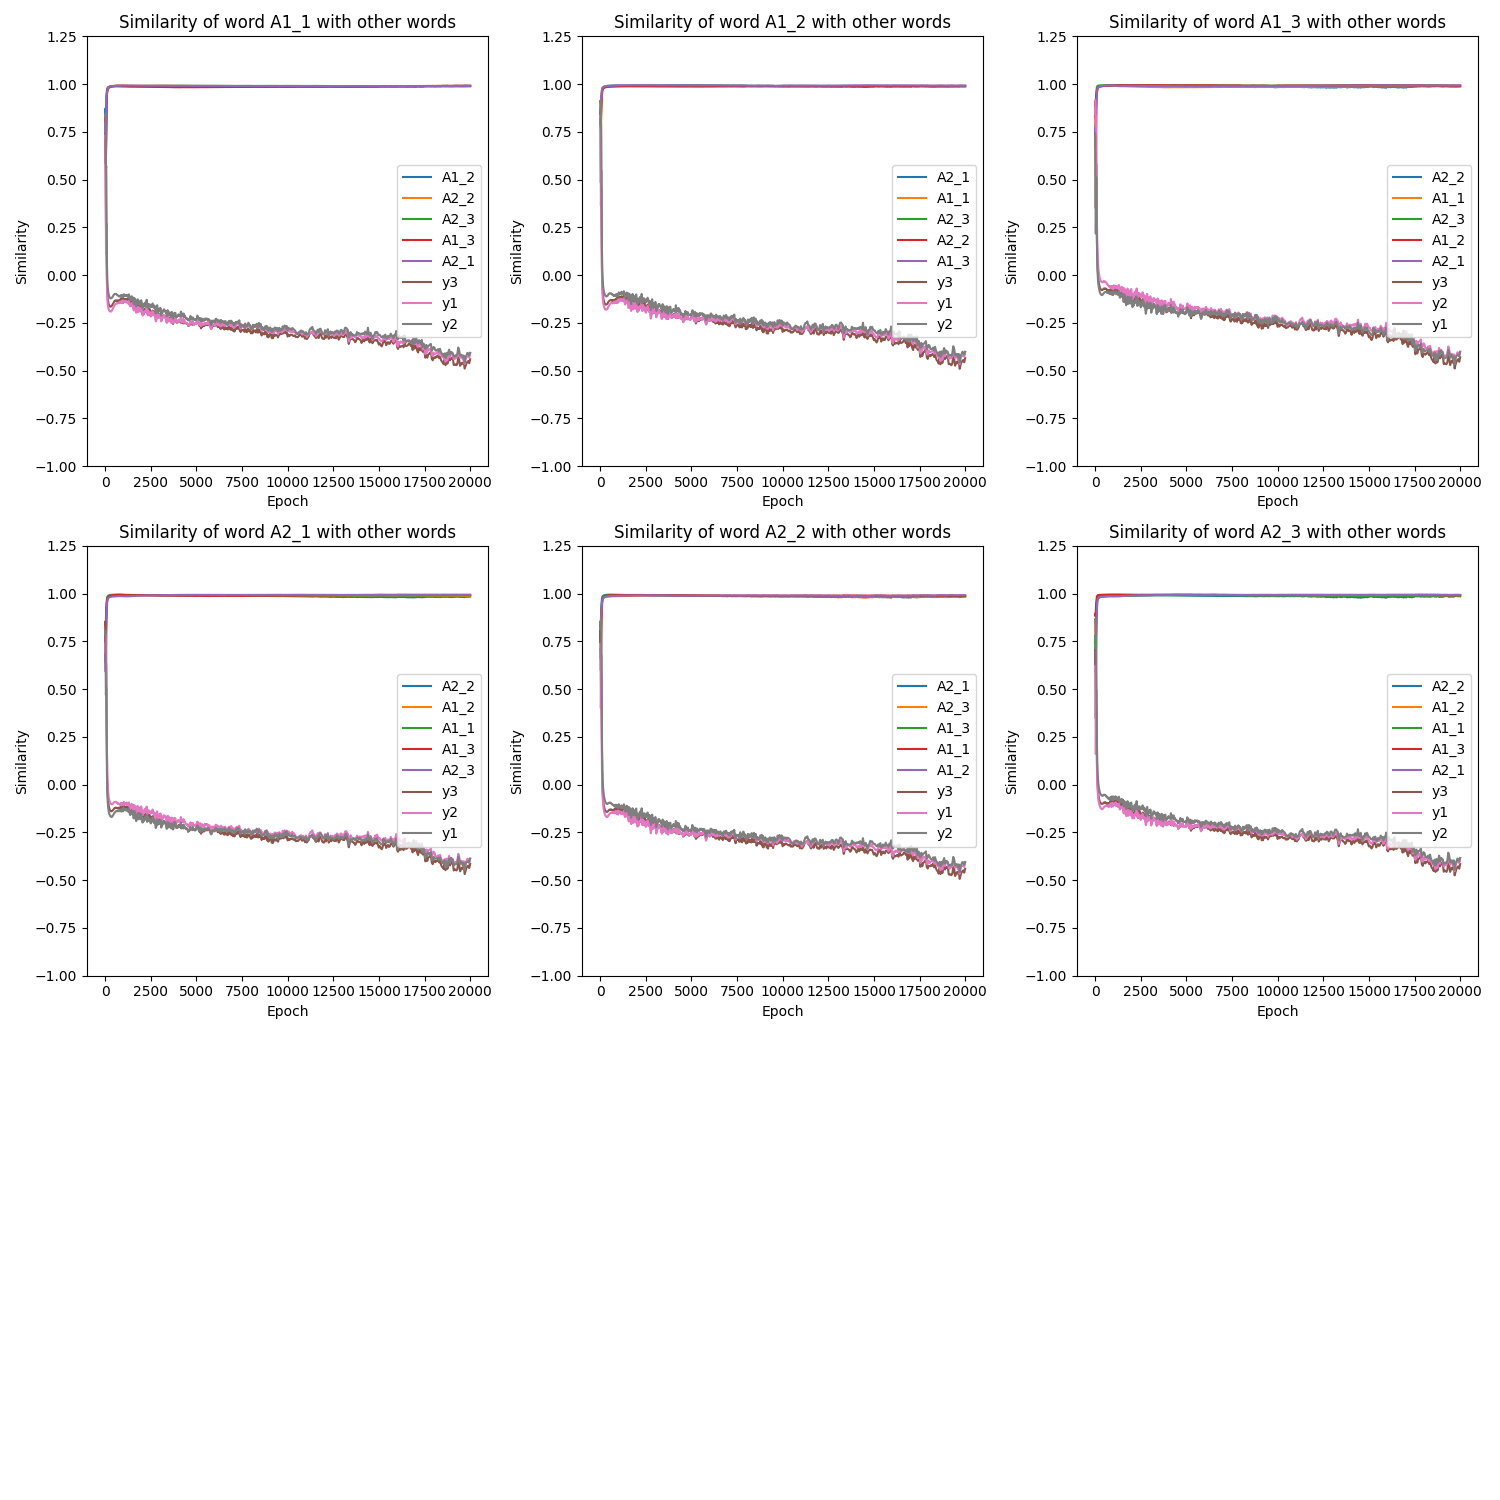 Similarity of word A1_1 with other words
1.25
1.00
0.75
0.50
0.25
0.00
−0.25
−0.50
−0.75
−1.00
Similarity
A1_2
A2_2
A2_3
A1_3
A2_1
y3
y1
y2
0 2500 5000 7500 10000 12500 15000 17500 20000
Epoch
Similarity of word A1_2 with other words
1.25
1.00
0.75
0.50
0.25
0.00
−0.25
−0.50
−0.75
−1.00
Similarity
A2_1
A1_1
A2_3
A2_2
A1_3
y3
y1
y2
0 2500 5000 7500 10000 12500 15000 17500 20000
Epoch
Similarity of word A1_3 with other words
1.25
1.00
0.75
0.50
0.25
0.00
−0.25
−0.50
−0.75
−1.00
Similarity
A2_2
A1_1
A2_3
A1_2
A2_1
y3
y2
y1
0 2500 5000 7500 10000 12500 15000 17500 20000
Epoch
Similarity of word A2_1 with other words
1.25
1.00
0.75
0.50
0.25
0.00
−0.25
−0.50
−0.75
−1.00
Similarity
A2_2
A1_2
A1_1
A1_3
A2_3
y3
y2
y1
0 2500 5000 7500 10000 12500 15000 17500 20000
Epoch
Similarity of word A2_2 with other words
1.25
1.00
0.75
0.50
0.25
0.00
−0.25
−0.50
−0.75
−1.00
Similarity
A2_1
A2_3
A1_3
A1_1
A1_2
y3
y1
y2
0 2500 5000 7500 10000 12500 15000 17500 20000
Epoch
Similarity of word A2_3 with other words
1.25
1.00
0.75
0.50
0.25
0.00
−0.25
−0.50
−0.75
−1.00
Similarity
A2_2
A1_2
A1_1
A1_3
A2_1
y3
y1
y2
0 2500 5000 7500 10000 12500 15000 17500 20000
Epoch